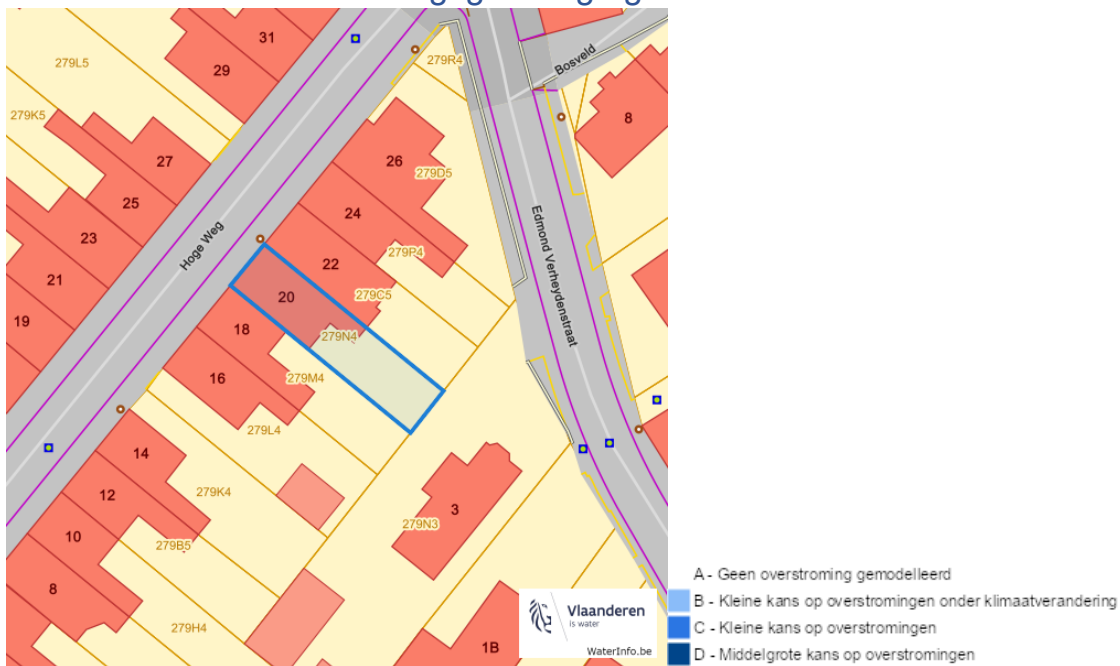 31
279R4
Bosveld
279L5
29
279K5
8
27
26
279D5
25
24
23
Edmond Verheydenstraat
Hoge Weg
279P4
22
21
20
279C5
19
18
279N4
16
279M4
279L4
14
12
279K4
3
279N3
10
279B5
8
279H4
1B
Vlaanderen
is water
WaterInfo.be
A - Geen overstroming gemodelleerd
B - Kleine kans op overstromingen onder klimaatverandering
C - Kleine kans op overstromingen
D - Middelgrote kans op overstromingen